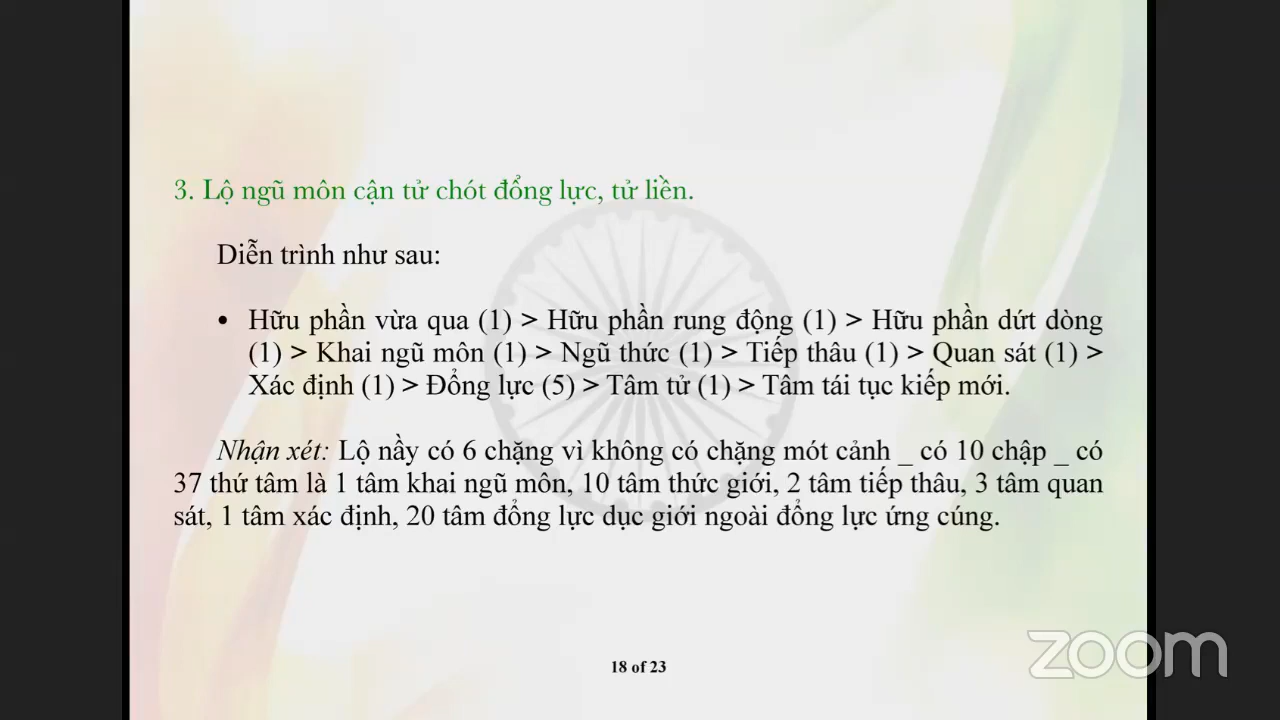 3. Lộ ngũ môn cận tử chót đổng lực, tử liền.
Diễn trình như sau:
• Hữu phần vừa qua (1) > Hữu phần rung động (1) > Hữu phần dứt dòng
(1) > Khai ngũ môn (1) > Ngũ thức (1) > Tiếp thâu (1) > Quan sát (1) >
Xác định (1) > Đổng lực (5) > Tâm tử (1) > Tâm tái tục kiếp mới.
Nhận xét: Lộ nầy có 6 chặng vì không có chặng mót cảnh _ có 10 chập _ có
37 thứ tâm là 1 tâm khai ngũ môn, 10 tâm thức giới, 2 tâm tiếp thâu, 3 tâm quan
sát, 1 tâm xác định, 20 tâm đổng lực dục giới ngoài đổng lực ứng cúng.
18 of 23
zoom